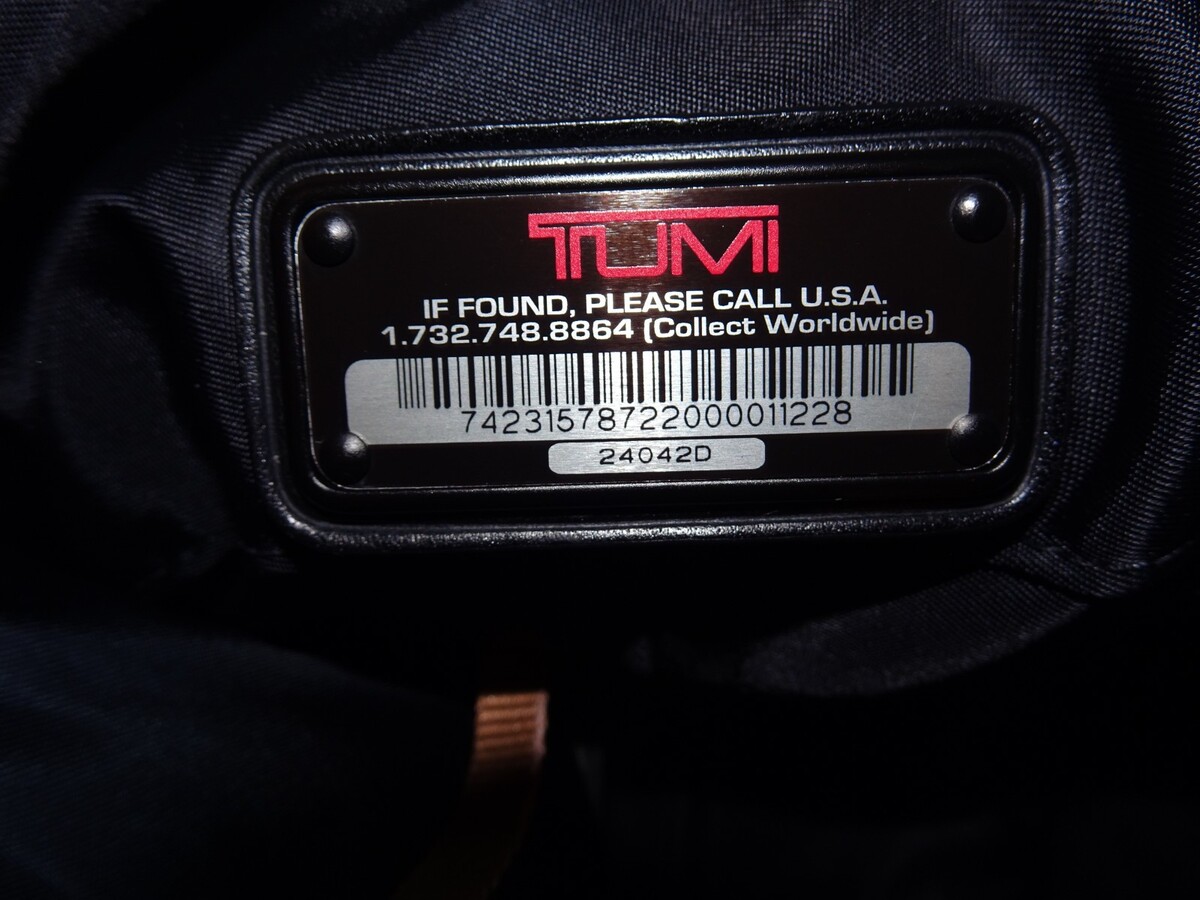 TUMI
IF FOUND, PLEASE CALL U.S.A.
1.732.748.8864 (Collect Worldwide)
74231578722000011228
24042D